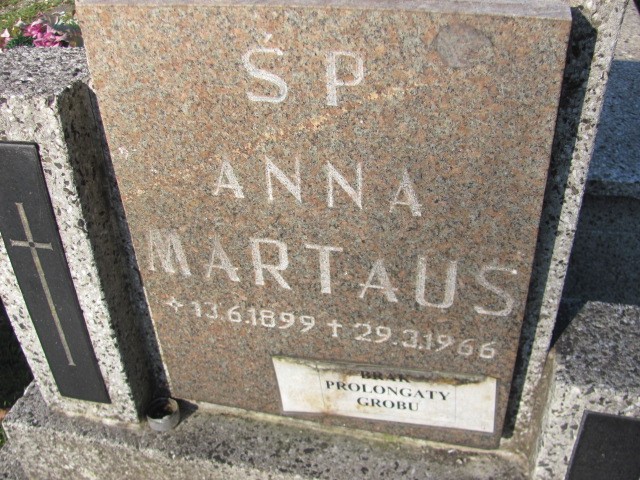 ŚP
ANNA
MARTAUS
+ 13.6.1899 † 29.3.1966
BRAK
PROLONGATY
GROBU